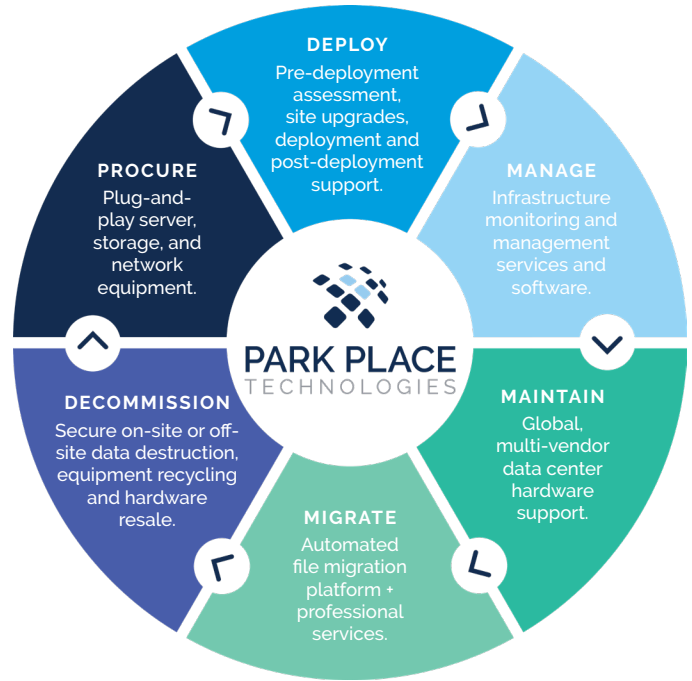 DEPLOY
Pre-deployment
assessment,
site upgrades,
deployment and
post-deployment
support.
MANAGE
Infrastructure
monitoring and
management
services and
software.
MAINTAIN
Global,
multi-vendor
data center
hardware
support.
MIGRATE
Automated
file migration
platform +
professional
services.
DECOMMISSION
Secure on-site or off-
site data destruction,
equipment recycling
and hardware
resale.
PROCURE
Plug-and-
play server,
storage, and
network
equipment.
PARK PLACE
TECHNOLOGIES